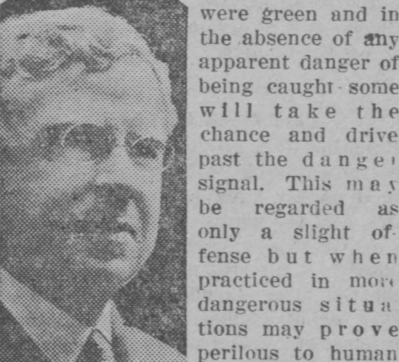 were green and in
the absence of any
apparent danger of
being caught some
will take the
chance and drive
past the danger
signal. This may
be regarded as
only a slight of-
fense but when
practiced in more
dangerous situa
tions may prove
perilous to human